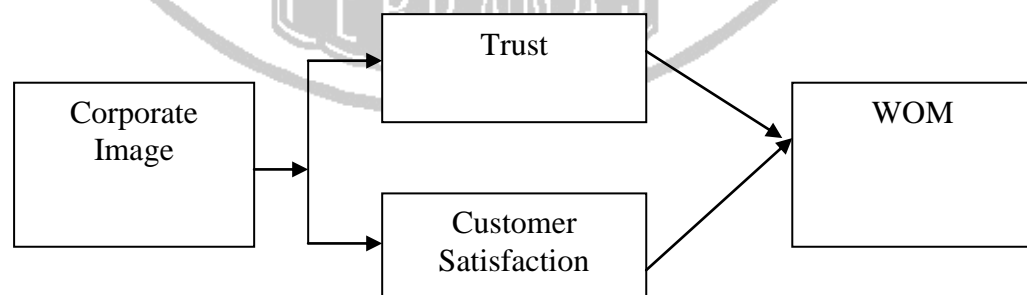 Trust
Corporate
Image
WOM
Customer
Satisfaction